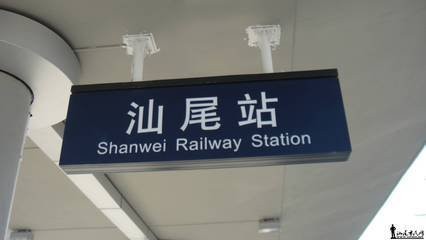 汕尾站
Shanwei Railway Station